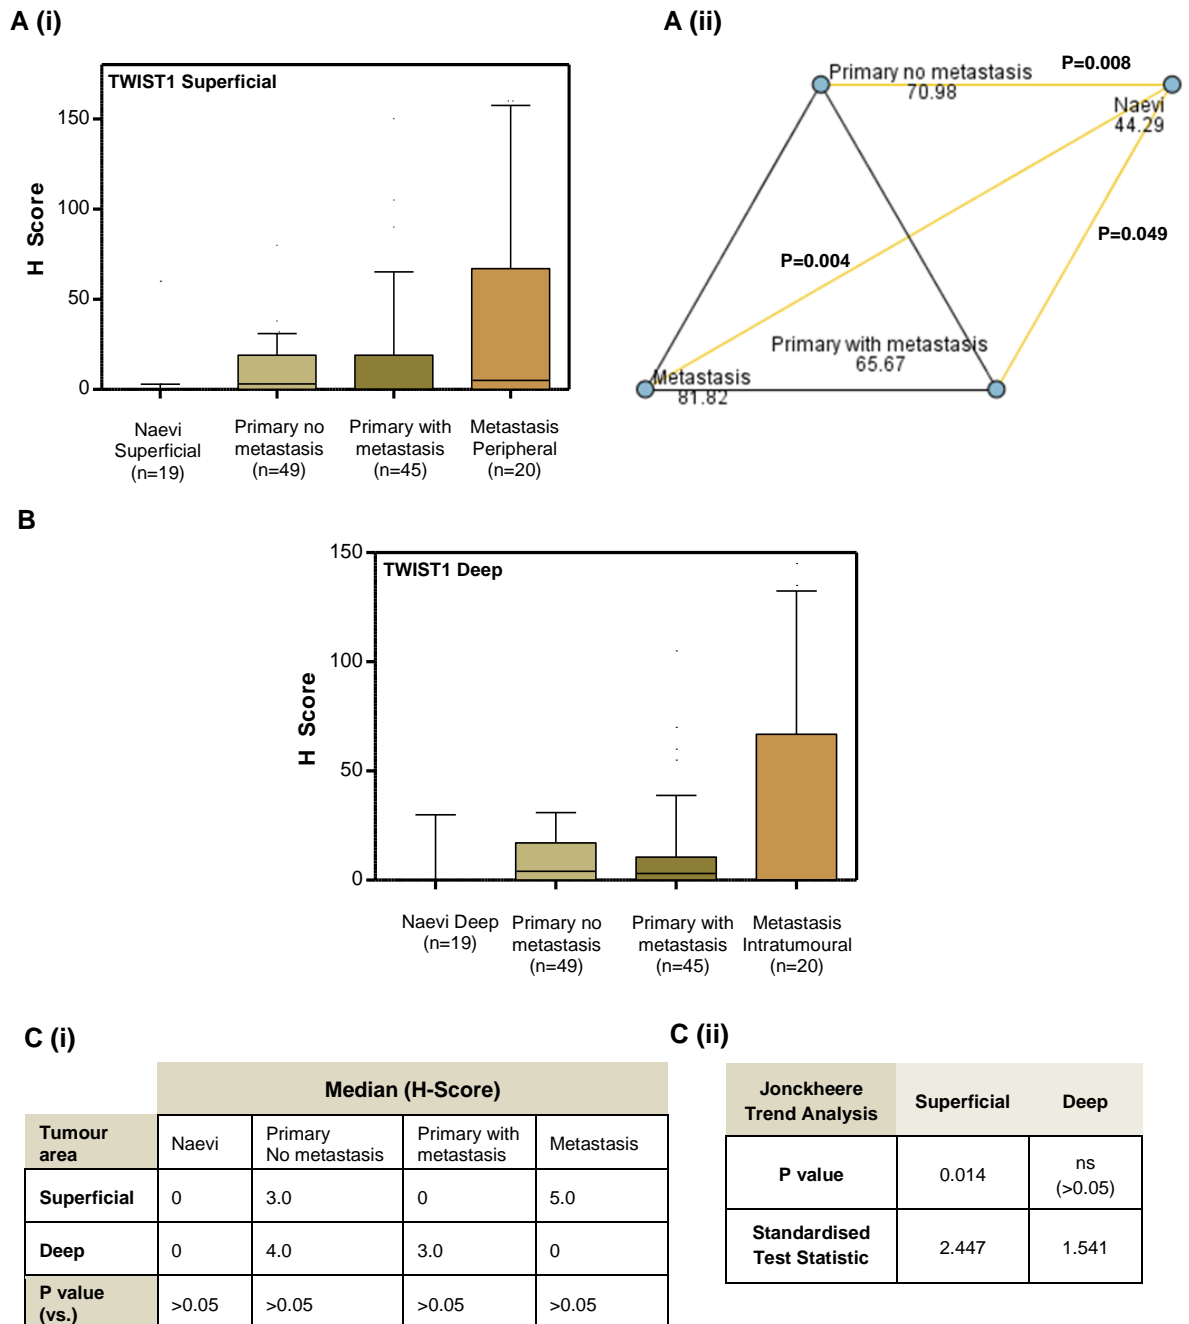 A (i)
TWIST1 Superficial
H Score
150
100
50
0
Naevi
Superficial
(n=19)
Primary no
metastasis
(n=49)
Primary with
metastasis
(n=45)
Metastasis
Peripheral
(n=20)
A (ii)
Primary no metastasis
70.98
P=0.008
Naevi
44.29
P=0.004
P=0.049
Primary with metastasis
65.67
Metastasis
81.82
B
TWIST1 Deep
H Score
150
100
50
0
Naevi Deep
(n=19)
Primary no
metastasis
(n=49)
Primary with
metastasis
(n=45)
Metastasis
Intratumoural
(n=20)
C (i)
Median (H-Score)
Tumour
area
Naevi
Primary
No metastasis
Primary with
metastasis
Metastasis
Superficial
0
3.0
0
5.0
Deep
0
4.0
3.0
0
P value
(vs.)
>0.05
>0.05
>0.05
>0.05
C (ii)
Jonckheere
Trend Analysis
Superficial
Deep
P value
0.014
ns
(>0.05)
Standardised
Test Statistic
2.447
1.541